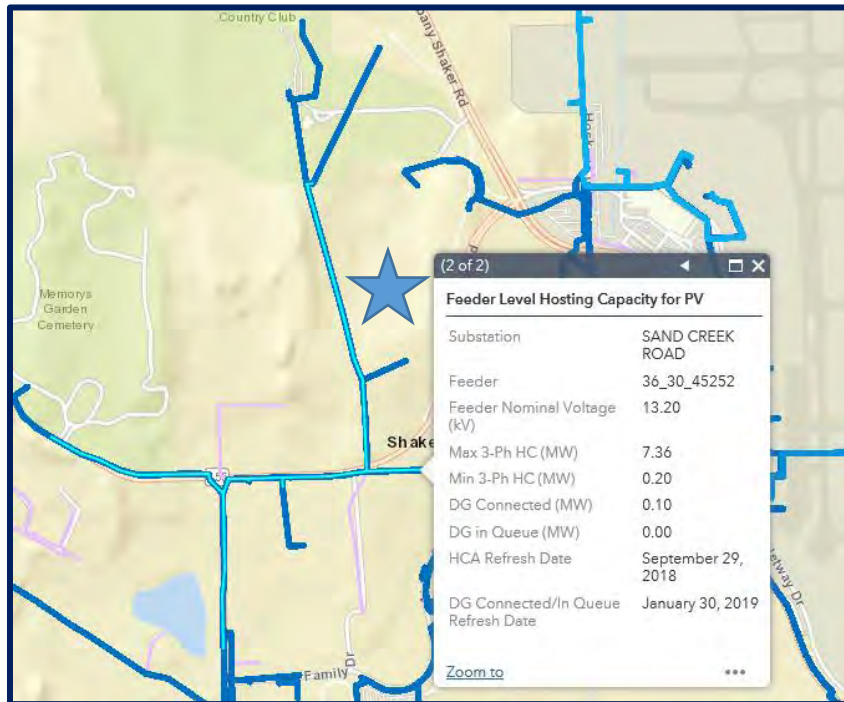 Country Club
any Shaker Rd
Memorys
Garden
Cemetery
Shake
Family Dr
etway Dr
(2 of 2)
Feeder Level Hosting Capacity for PV
Substation SAND CREEK
ROAD
Feeder 36_30_45252
Feeder Nominal Voltage 13.20
(kV)
Max 3-Ph HC (MW) 7.36
Min 3-Ph HC (MW) 0.20
DG Connected (MW) 0.10
DG in Queue (MW) 0.00
HCA Refresh Date September 29,
2018
DG Connected/In Queue January 30, 2019
Refresh Date
Zoom to